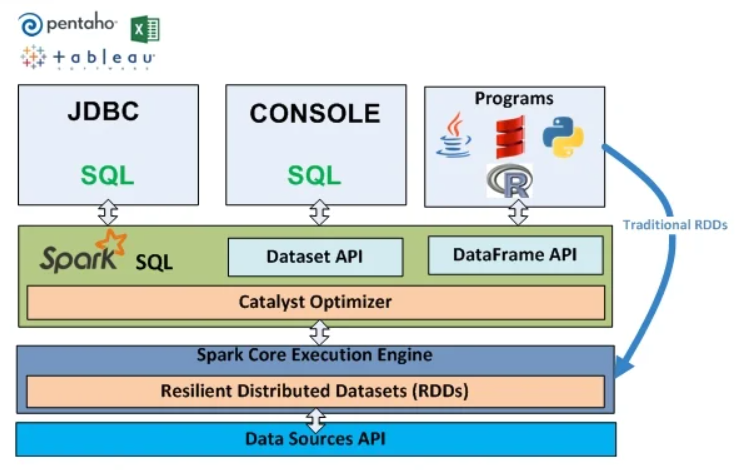 pentaho
+ a b l e a u
SOFTWARE
JDBC
SQL
CONSOLE
SQL
Programs
R
Traditional RDDs
Spark SQL
Dataset API
DataFrame API
Catalyst Optimizer
Spark Core Execution Engine
Resilient Distributed Datasets (RDDs)
Data Sources API